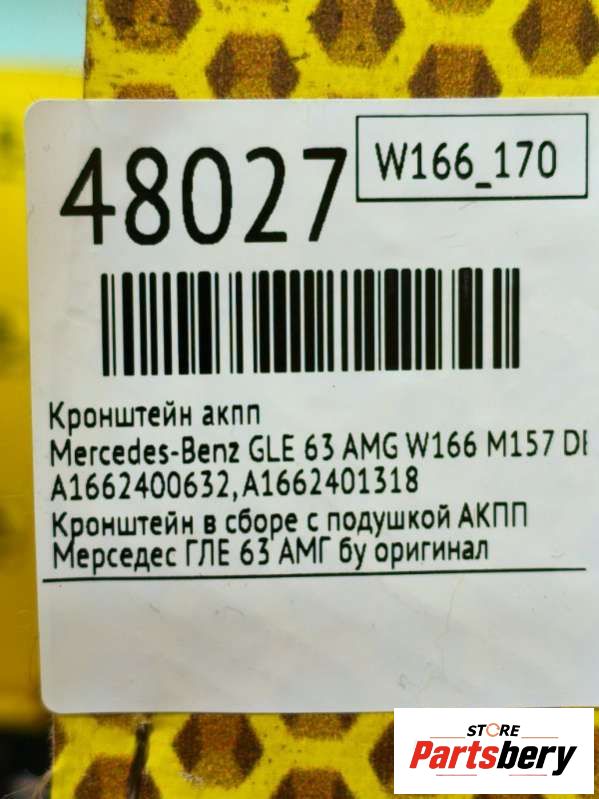 48027
W166_170
Кронштейн акпп
Mercedes-Benz GLE 63 AMG W166 M157 DE
A1662400632,A1662401318
Кронштейн в сборе с подушкой АКПП
Мерседес ГЛЕ 63 АМГ бу оригинал
STORE
Partsbery